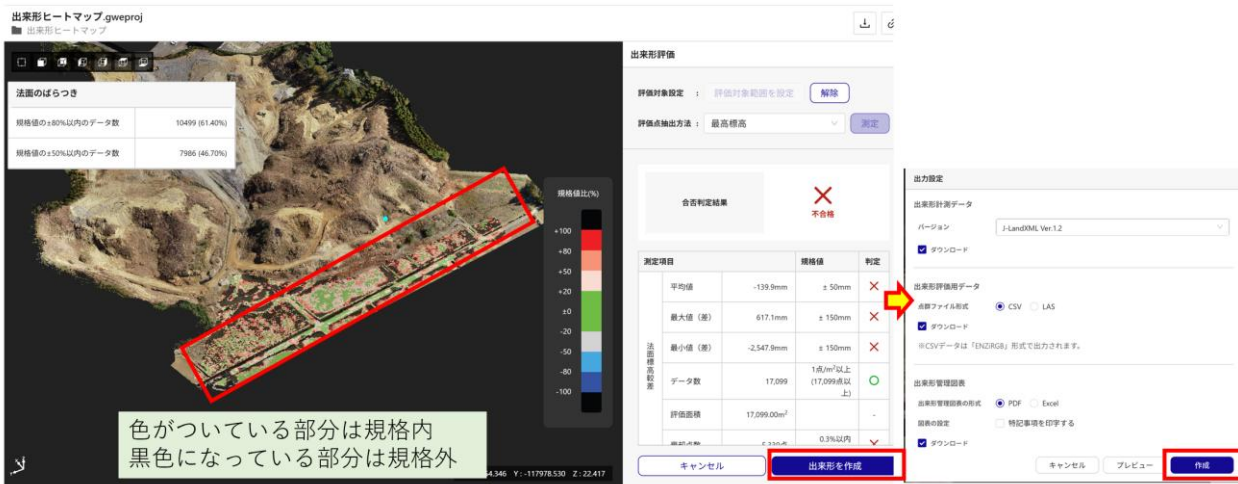 出来形ヒートマップ.gweproj
出来形ヒートマップ
法面のばらつき
規格値の±80%以内のデータ数 10499 (61.40%)
規格値の±50%以内のデータ数 7986 (46.70%)
規格値比(%)
+100
+80
+50
+20
±0
-20
-50
-80
-100
色がついている部分は規格内
黒色になっている部分は規格外
54.346 Y : -117978.530 Z : 22.417
出来形評価
評価対象設定 : 評価対象範囲を設定 解除
評価点抽出方法 : 最高標高 測定
合否判定結果
不合格
測定項目 規格値 判定
法面標高較差
平均値 -139.9mm ± 50mm
最大値（差） 617.1mm ± 150mm
最小値（差） -2,547.9mm ± 150mm
データ数 17,099 1点/m²以上(17,099点以上)
評価面積 17,099.00m² -
0.3%以内
キャンセル 出来形を作成
出力設定
出来形計測データ
バージョン J-LandXML Ver.1.2
ダウンロード
出来形評価用データ
点群ファイル形式 CSV LAS
ダウンロード
※CSVデータは「ENZiRGB」形式で出力されます。
出来形管理図表
出来形管理図表の形式 PDF Excel
図表の設定 特記事項を印字する
ダウンロード
キャンセル プレビュー 作成